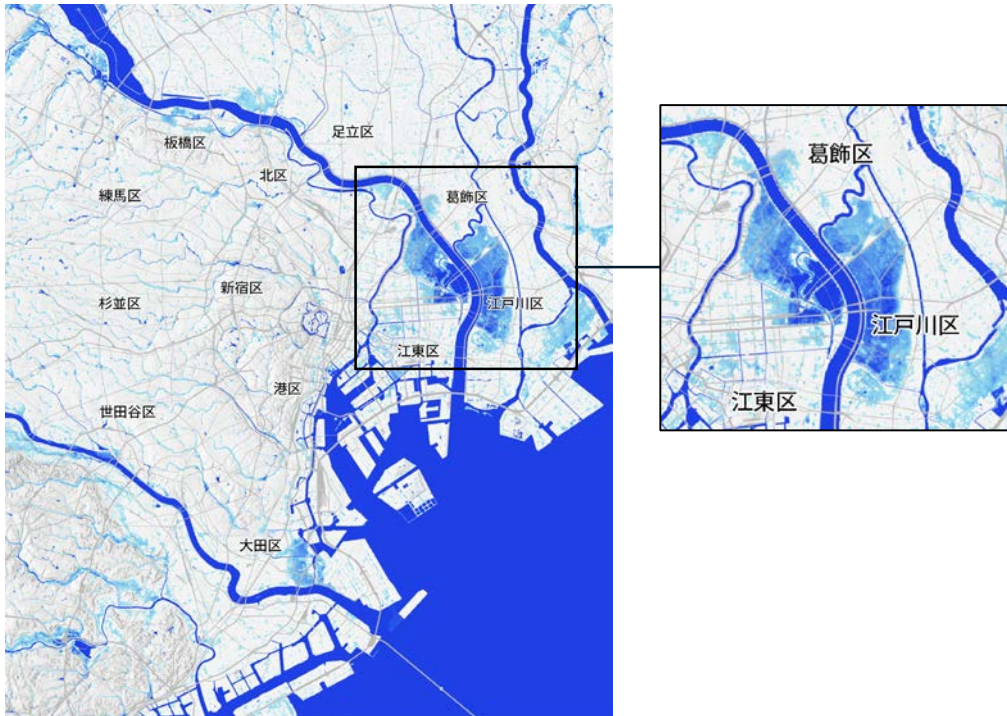 足立区
板橋区
北区
練馬区
葛飾区
新宿区
杉並区
江戸川区
江東区
港区
世田谷区
大田区
葛飾区
江戸川区
江東区